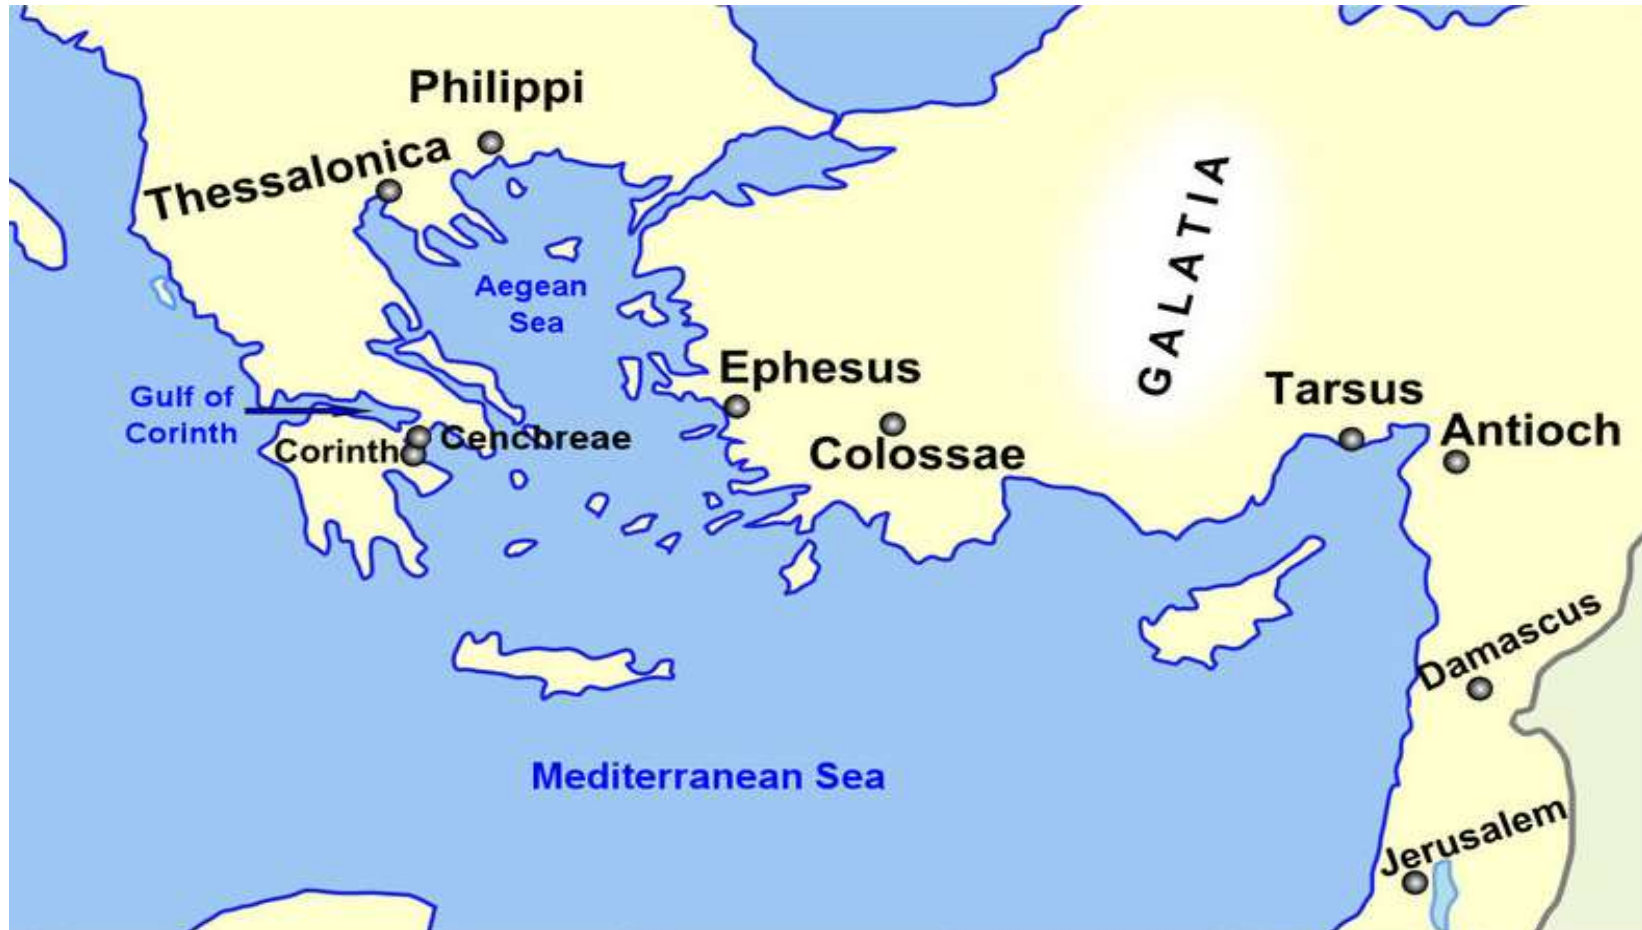 Philippi
Thessalonica
Aegean
Sea
GALATIA
Ephesus
Tarsus
Gulf of
Corinth
Antioch
Corinth
Cenchreae
Colossae
Damascus
Mediterranean Sea
Jerusalem